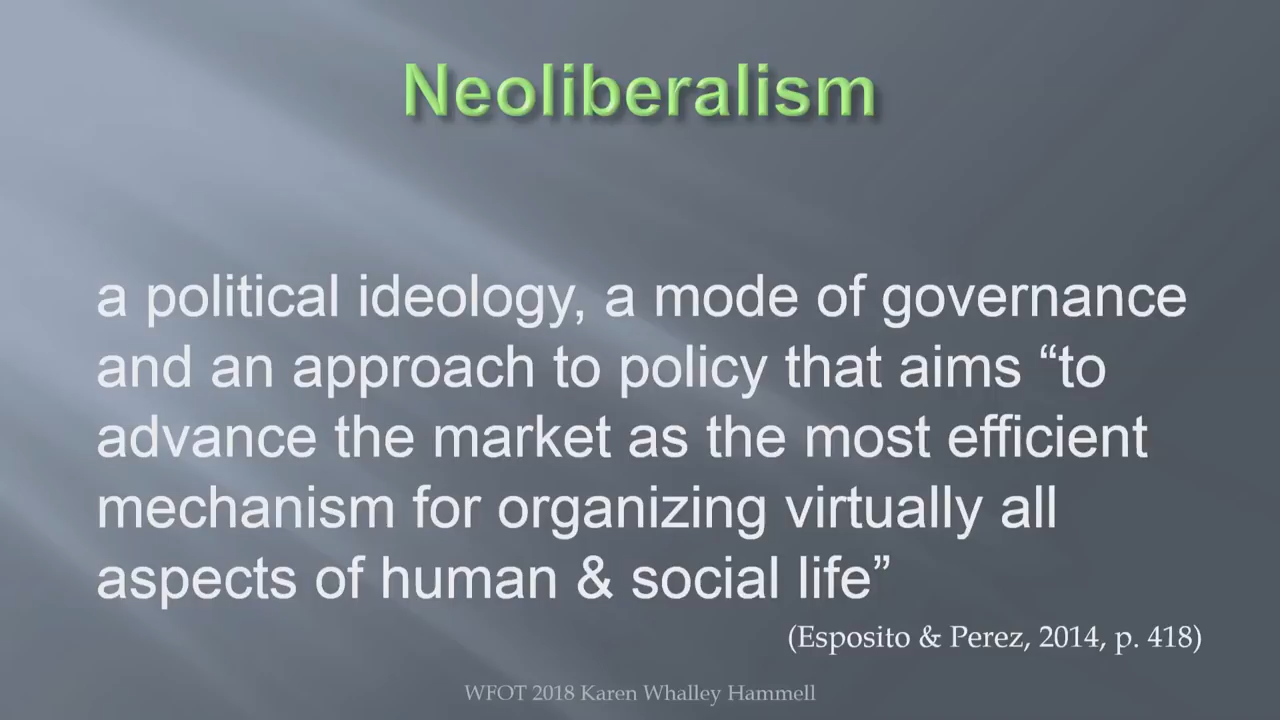 Neoliberalism
a political ideology, a mode of governance
and an approach to policy that aims “to
advance the market as the most efficient
mechanism for organizing virtually all
aspects of human & social life”
(Esposito & Perez, 2014, p. 418)
WFOT 2018 Karen Whalley Hammell